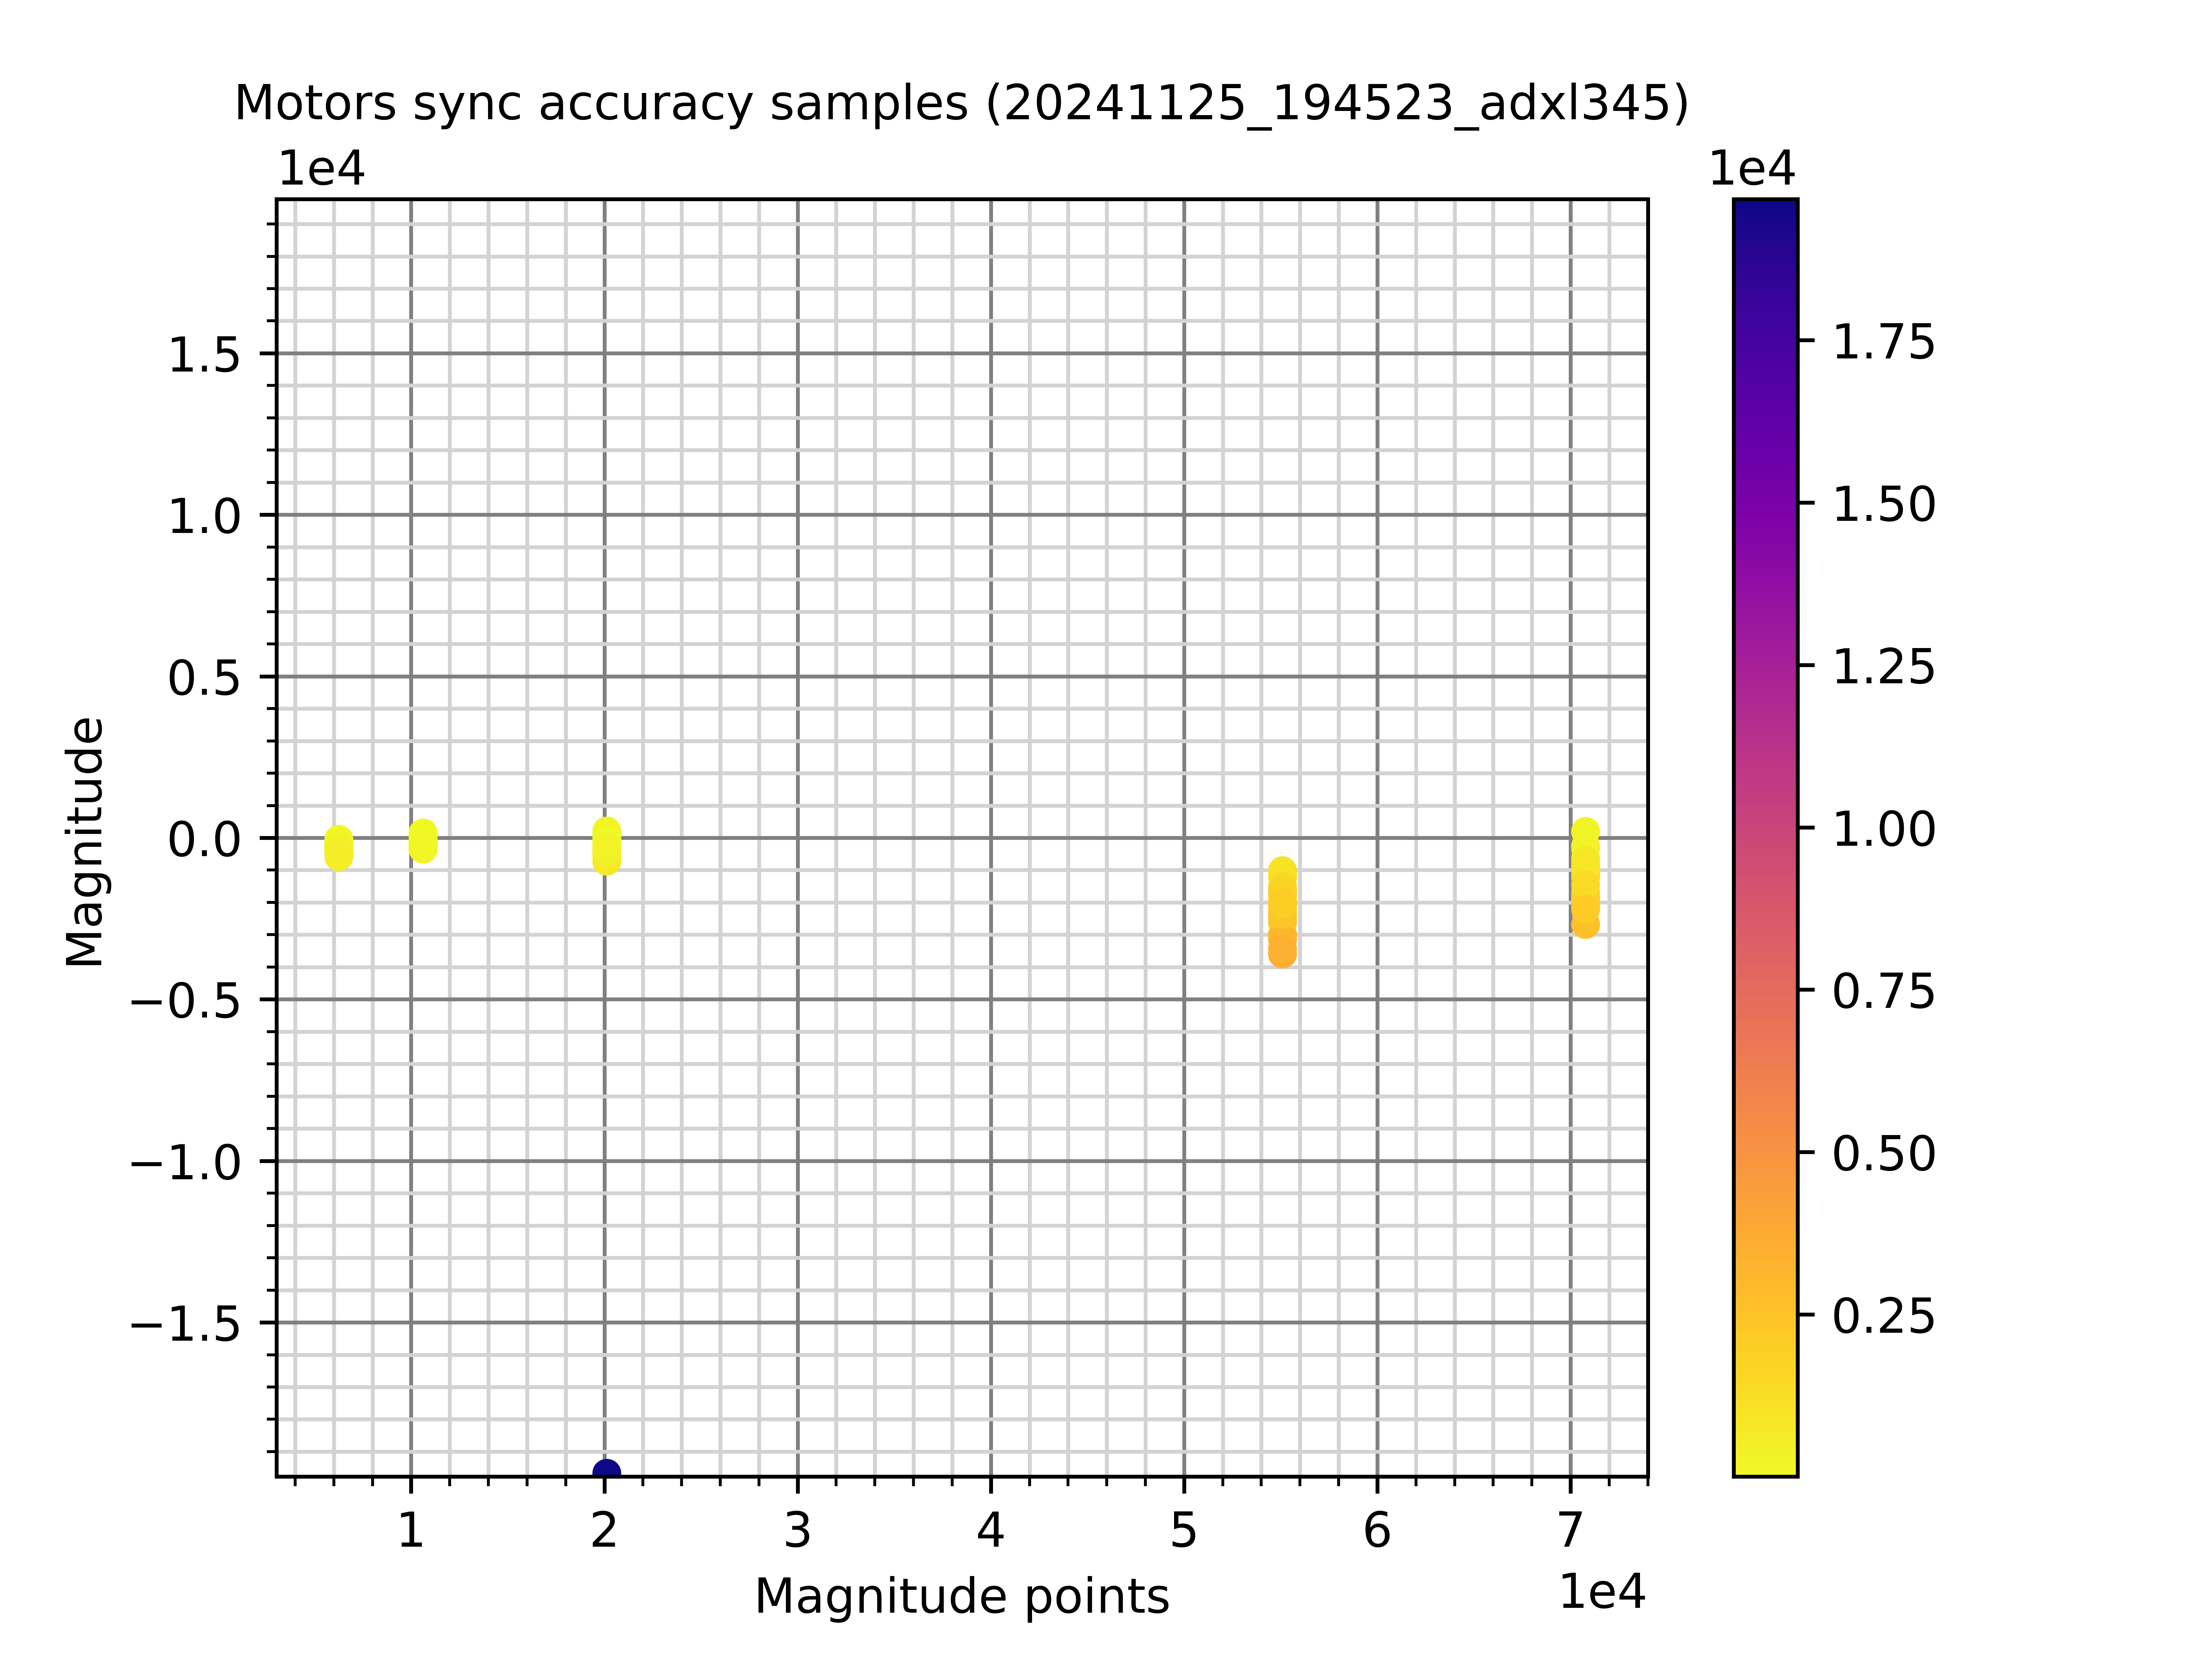 Motors sync accuracy samples (20241125_194523_adxl345)
1e4
1e4
1.5
1.0
0.5
0.0
−0.5
−1.0
−1.5
Magnitude
1 2 3 4 5 6 7
Magnitude points
1e4
1.75
1.50
1.25
1.00
0.75
0.50
0.25